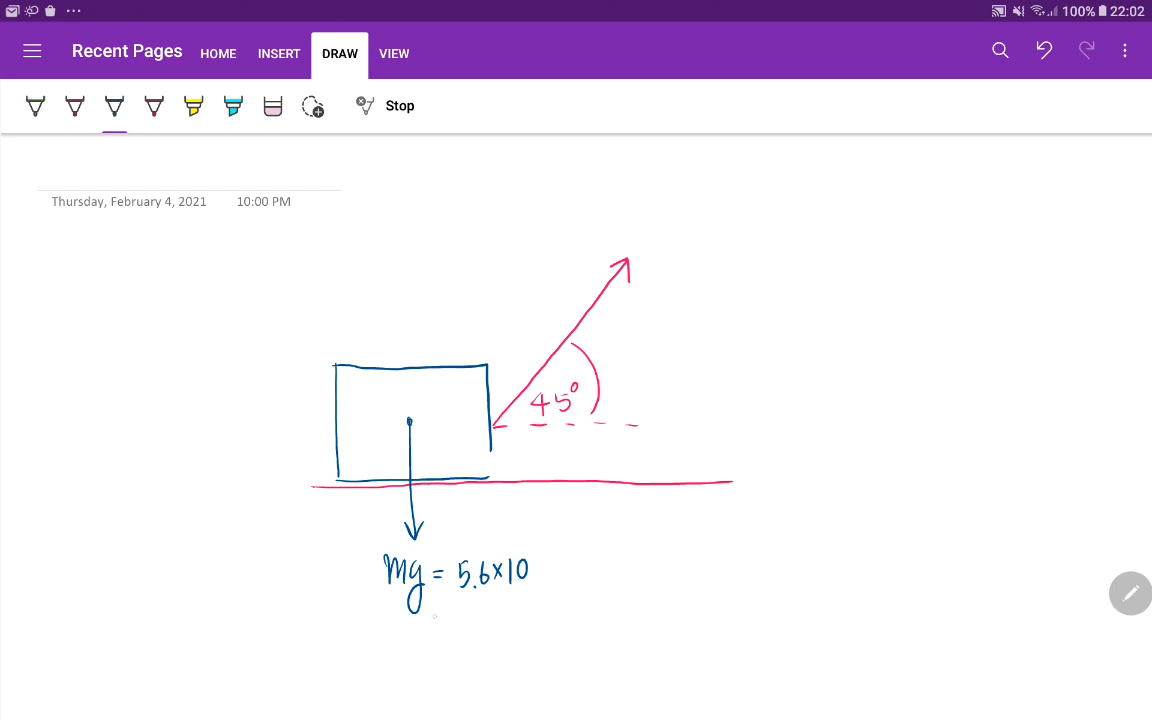 100% 22:02
Recent Pages HOME INSERT DRAW VIEW
Stop
Thursday, February 4, 2021 10:00 PM
45°
mg = 5.6×10